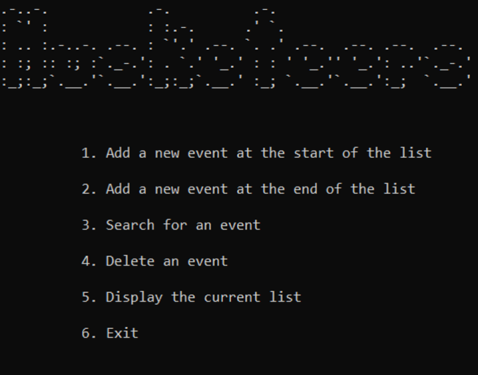 1. Add a new event at the start of the list
2. Add a new event at the end of the list
3. Search for an event
4. Delete an event
5. Display the current list
6. Exit